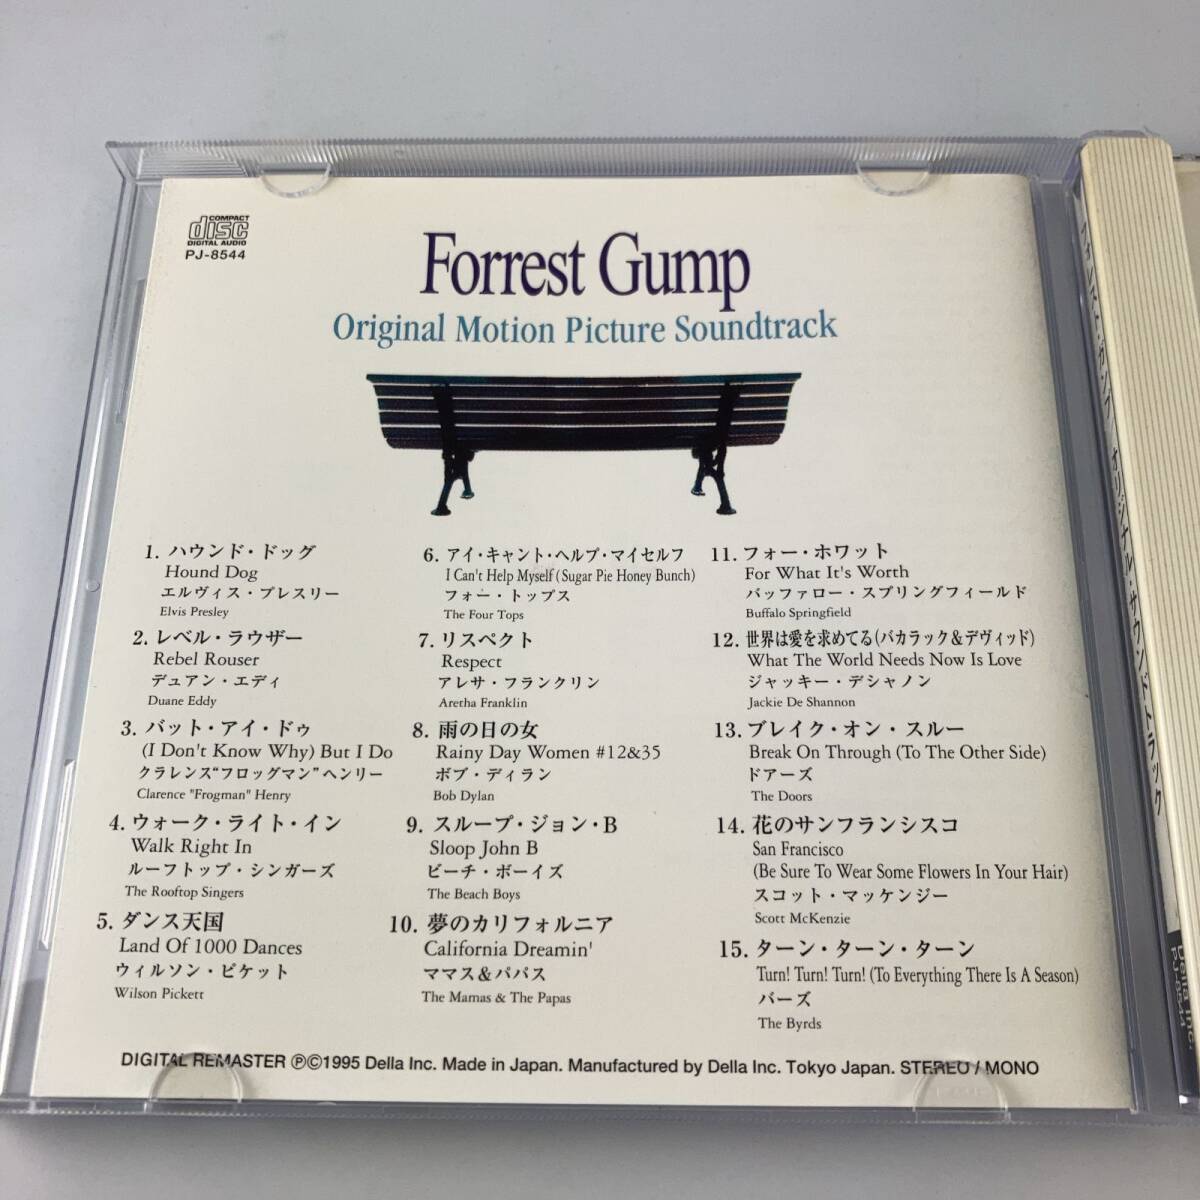 COMPACT
disc
DIGITAL AUDIO
PJ-8544
Forrest Gump
Original Motion Picture Soundtrack
1. ハウンド・ドッグ
Hound Dog
エルヴィス・プレスリー
Elvis Presley
2. レベル・ラウザー
Rebel Rouser
デュアン・エディ
Duane Eddy
3. バット・アイ・ドゥ
(I Don't Know Why) But I Do
クラレンス“フロッグマン”ヘンリー
Clarence "Frogman" Henry
4. ウォーク・ライト・イン
Walk Right In
ルーフトップ・シンガーズ
The Rooftop Singers
5. ダンス天国
Land Of 1000 Dances
ウィルソン・ピケット
Wilson Pickett
6. アイ・キャント・ヘルプ・マイセルフ
I Can't Help Myself (Sugar Pie Honey Bunch)
フォー・トップス
The Four Tops
7. リスペクト
Respect
アレサ・フランクリン
Aretha Franklin
8. 雨の日の女
Rainy Day Women #12&35
ボブ・ディラン
Bob Dylan
9. スループ・ジョン・B
Sloop John B
ビーチ・ボーイズ
The Beach Boys
10. 夢のカリフォルニア
California Dreamin'
ママス&パパス
The Mamas & The Papas
11. フォー・ホワット
For What It's Worth
バッファロー・スプリングフィールド
Buffalo Springfield
12. 世界は愛を求めてる(バカラック&デヴィッド)
What The World Needs Now Is Love
ジャッキー・デシャノン
Jackie De Shannon
13. ブレイク・オン・スルー
Break On Through (To The Other Side)
ドアーズ
The Doors
14. 花のサンフランシスコ
San Francisco
(Be Sure To Wear Some Flowers In Your Hair)
スコット・マッケンジー
Scott McKenzie
15. ターン・ターン・ターン
Turn! Turn! Turn! (To Everything There Is A Season)
バーズ
The Byrds
DIGITAL REMASTER ℗©1995 Della Inc. Made in Japan. Manufactured by Della Inc. Tokyo Japan. STEREO / MONO
オリジナル・サウンドトラック
Della Inc.
PJ-8544